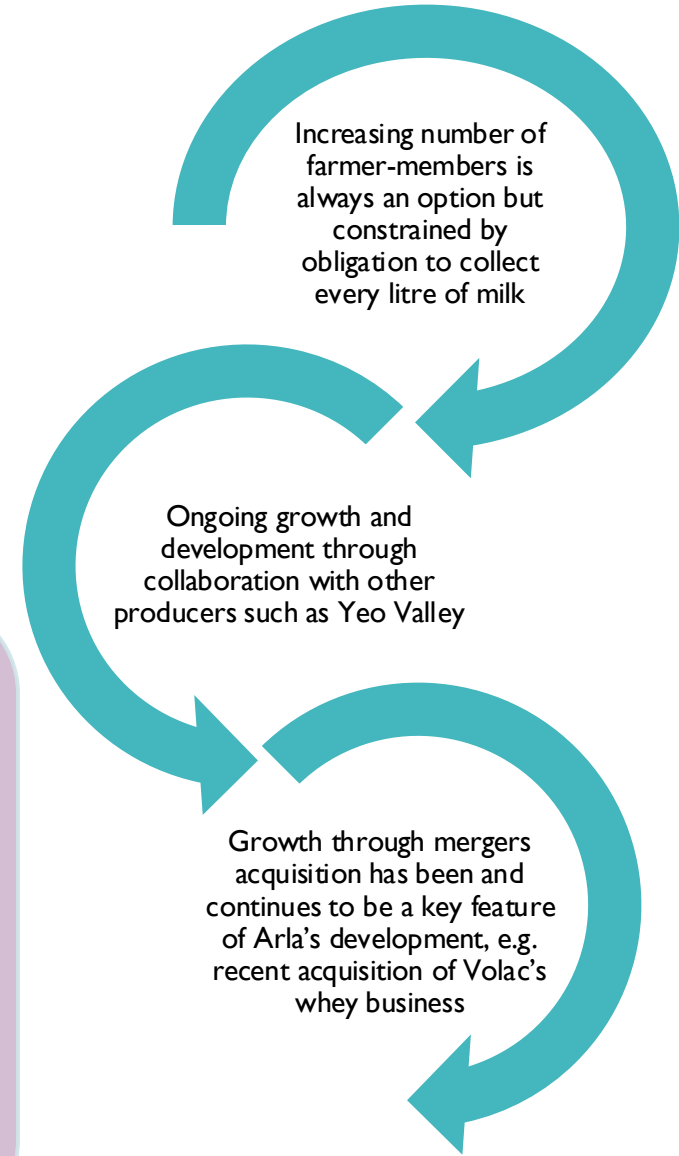 Increasing number of
farmer-members is
always an option but
constrained by
obligation to collect
every litre of milk
Ongoing growth and
development through
collaboration with other
producers such as Yeo Valley
Growth through mergers
acquisition has been and
continues to be a key feature
of Arla’s development, e.g.
recent acquisition of Volac’s
whey business